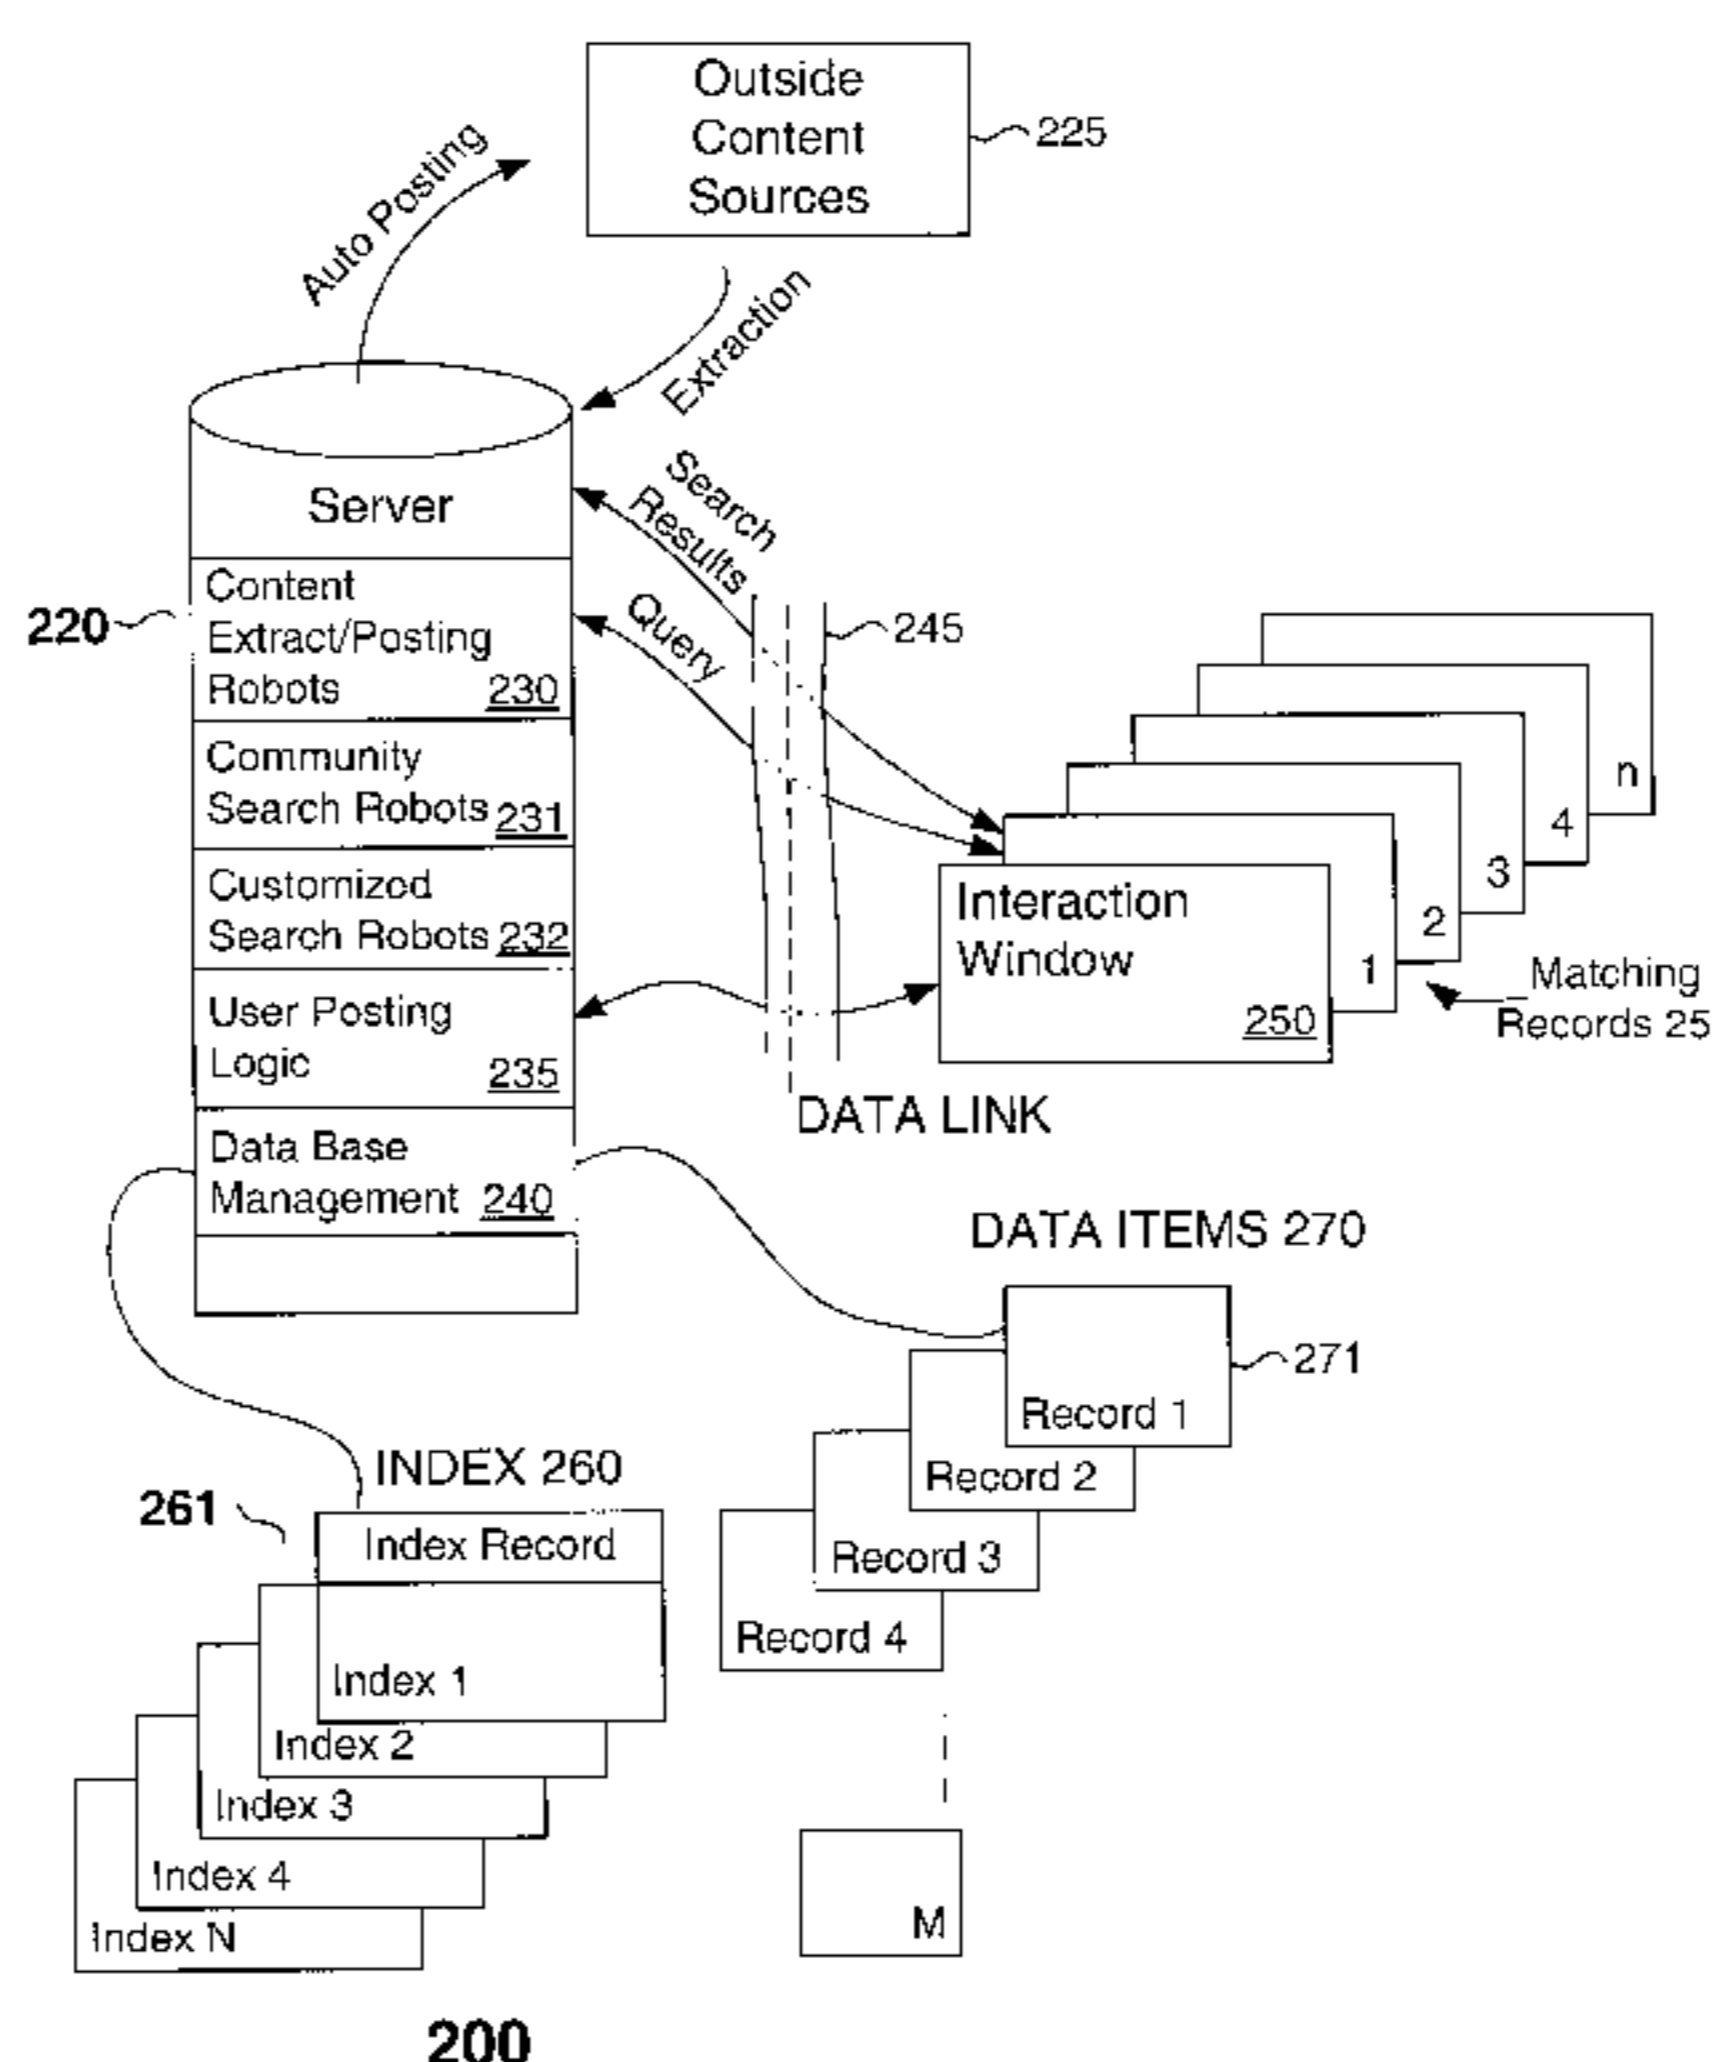 Outside
Content
Sources
225
Auto Posting
Extraction
Server
Search
Results
Query
245
220
Content
Extract/Posting
Robots 230
Community
Search Robots 231
Customized
Search Robots 232
User Posting
Logic 235
Data Base
Management 240
n
4
3
2
1
Interaction
Window
250
Matching
Records 25
DATA LINK
DATA ITEMS 270
271
Record 1
Record 2
Record 3
Record 4
M
INDEX 260
261
Index Record
Index 1
Index 2
Index 3
Index 4
Index N
200